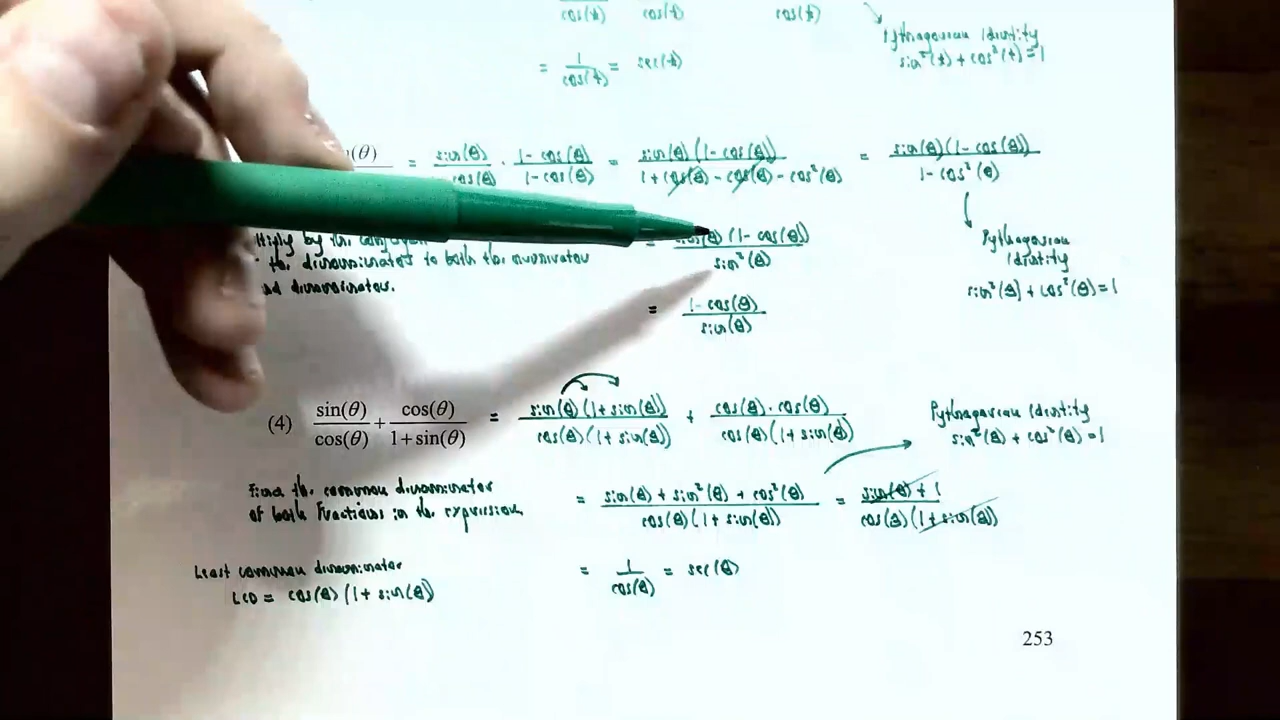 cos(t) cos(t) cos(t)
Pythagorean Identity
sin²(t) + cos²(t) = 1
= 1/cos(t) = sec(t)
(θ) = sin(θ)/cos(θ) · 1 - cos(θ)/1 - cos(θ) = sin(θ)(1 - cos(θ))/1 + cos(θ) - cos(θ) - cos²(θ) = sin(θ)(1 - cos(θ))/1 - cos²(θ)
by the
the denominator to both the numerator
denominator.
(θ)(1 - cos(θ))/sin²(θ)
Pythagorean
Identity
sin²(θ) + cos²(θ) = 1
= 1 - cos(θ)/sin(θ)
(4) sin(θ)/cos(θ) + cos(θ)/1 + sin(θ) = sin(θ)(1 + sin(θ))/cos(θ)(1 + sin(θ)) + cos(θ) · cos(θ)/cos(θ)(1 + sin(θ))
Pythagorean Identity
sin²(θ) + cos²(θ) = 1
Find the common denominator
of both functions in the expression
= sin(θ) + sin²(θ) + cos²(θ)/cos(θ)(1 + sin(θ)) = sin(θ) + 1/cos(θ)(1 + sin(θ))
Least common denominator
LCD = cos(θ)(1 + sin(θ))
= 1/cos(θ) = sec(θ)
253